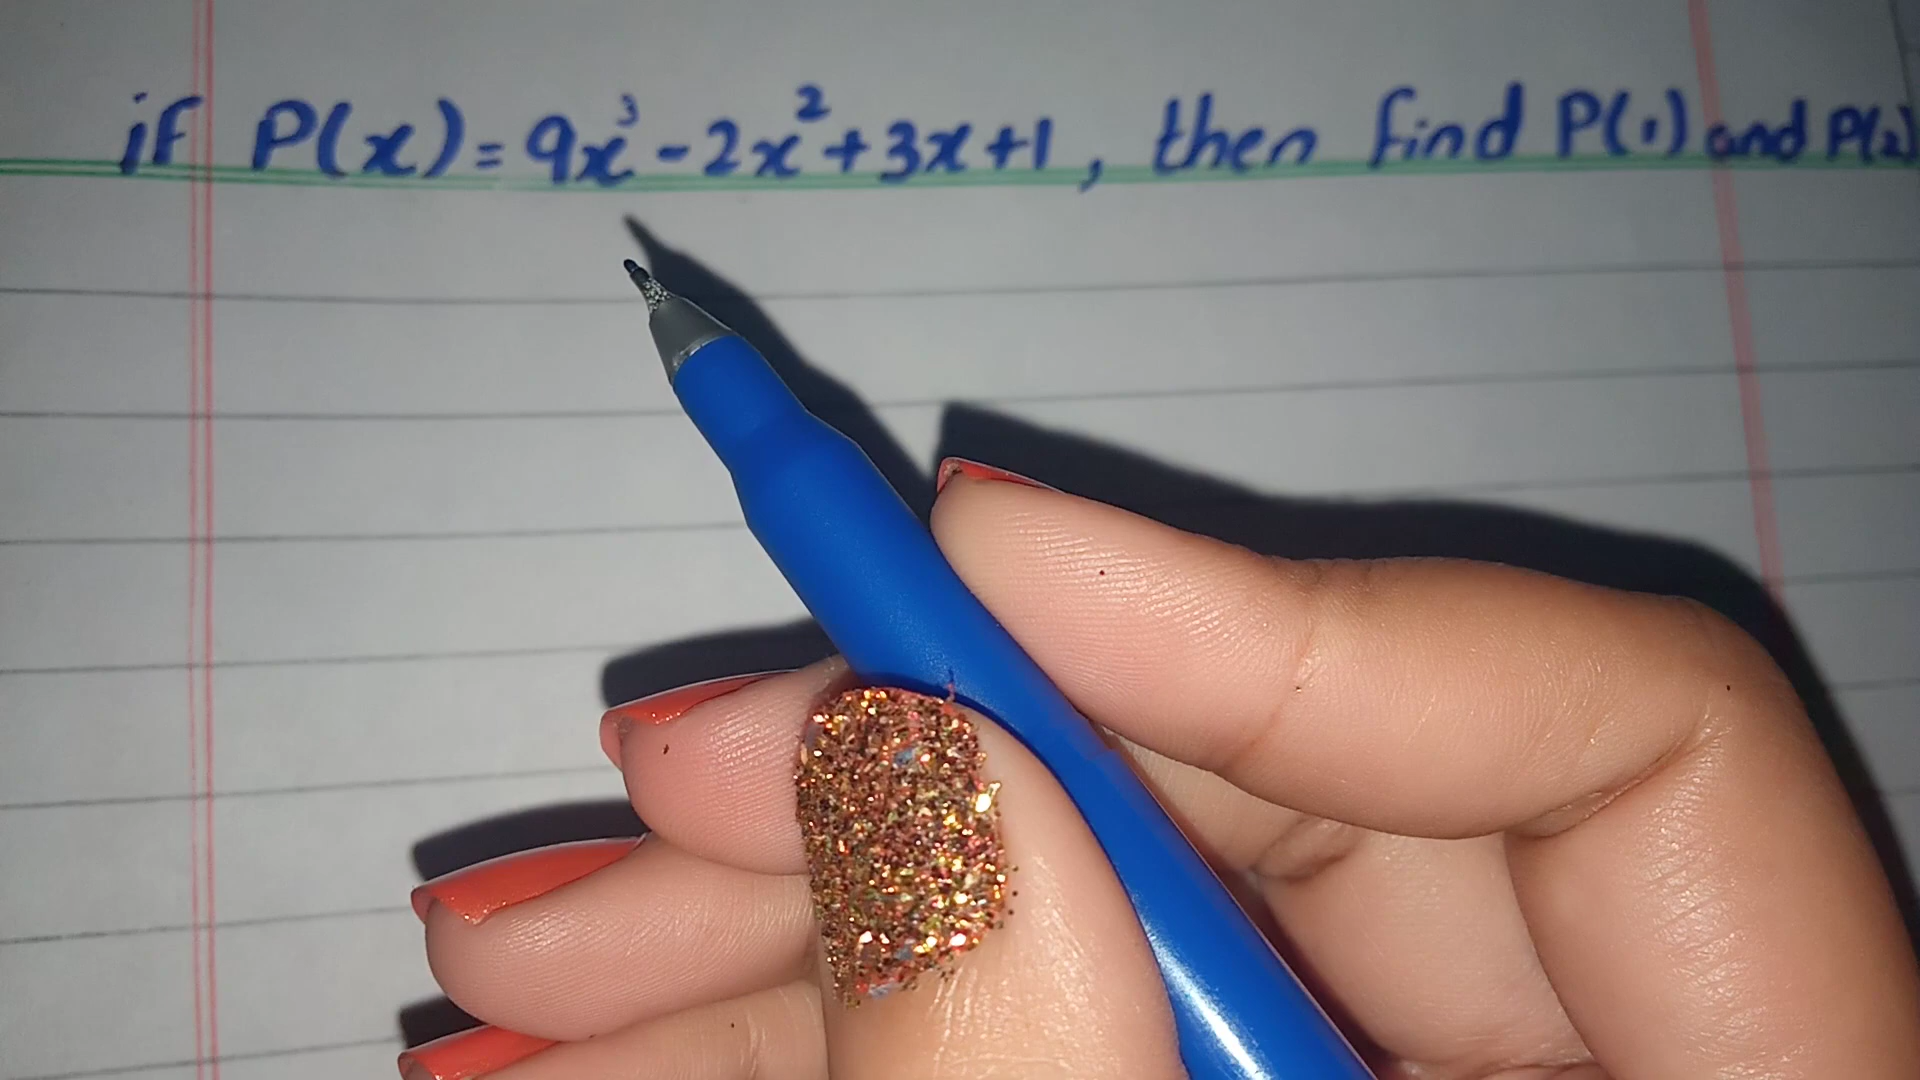 if P(x)=9x³-2x²+3x+1, then find P(1) and P(2)